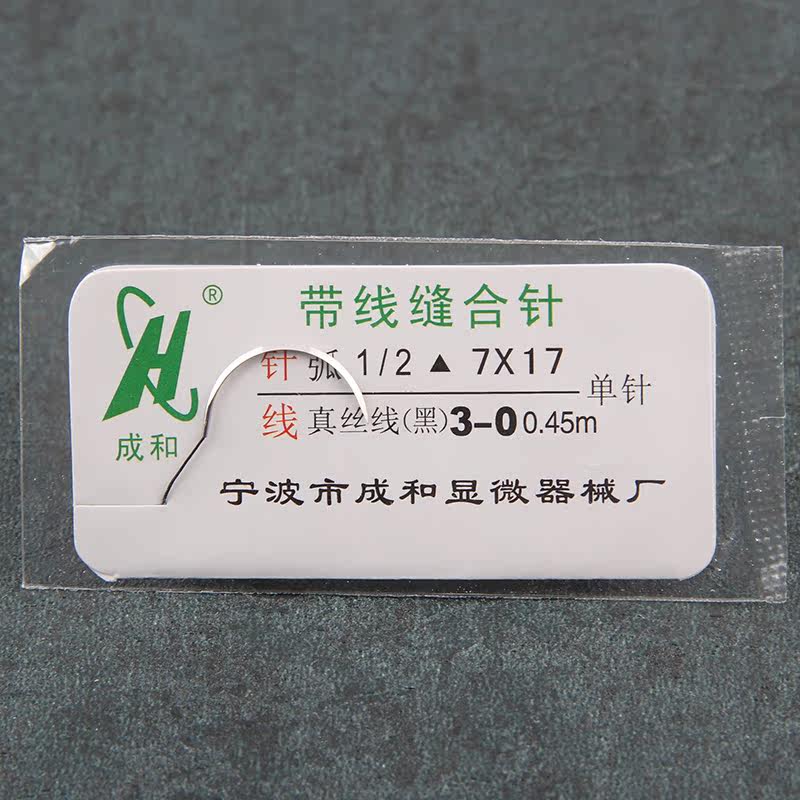 带线缝合针
®
针 弧 1/2 ▲ 7X17
单针
线 真丝线(黑)3-0 0.45m
成和
宁波市成和显微器械厂